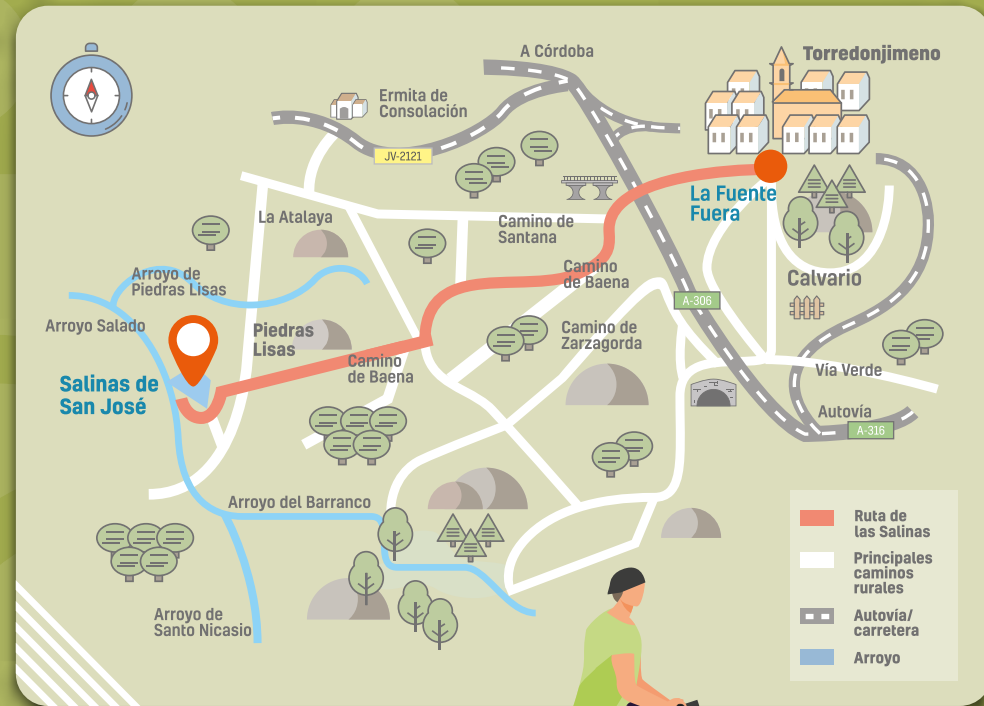 A Córdoba
Torredonjimeno
Ermita de
Consolación
JV-2121
La Fuente
Fuera
La Atalaya
Camino de
Santana
Arroyo de
Piedras Lisas
Camino
de Baena
Calvario
A-306
Arroyo Salado
Piedras
Lisas
Camino de
Zarzagorda
Camino
de Baena
Vía Verde
Salinas de
San José
Autovía
A-316
Arroyo del Barranco
Arroyo de
Santo Nicasio
Ruta de
las Salinas
Principales
caminos
rurales
Autovía/
carretera
Arroyo